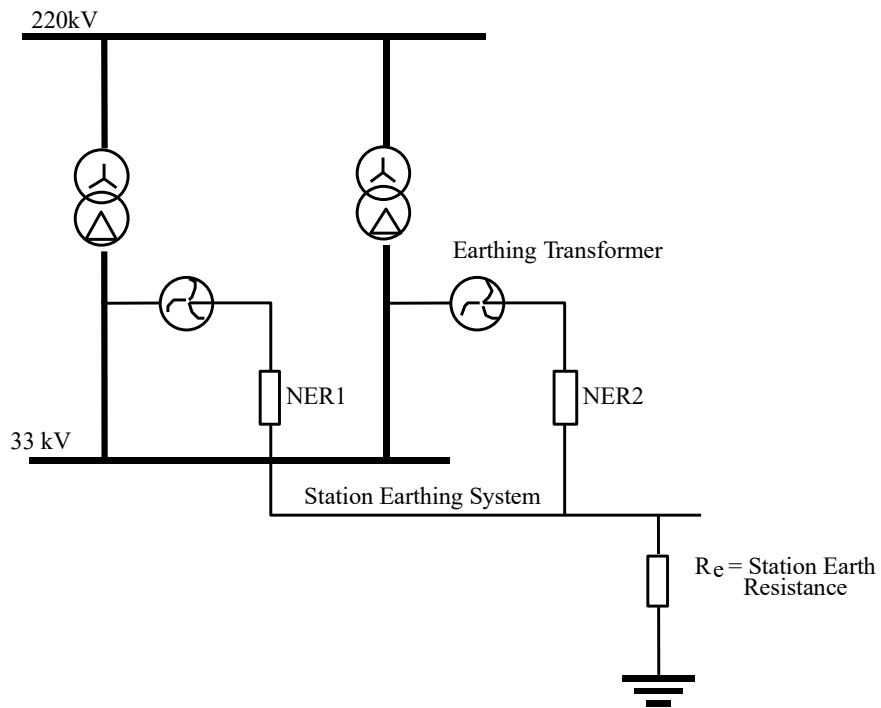 220kV
Earthing Transformer
NER1
NER2
33 kV
Station Earthing System
Re = Station Earth
Resistance